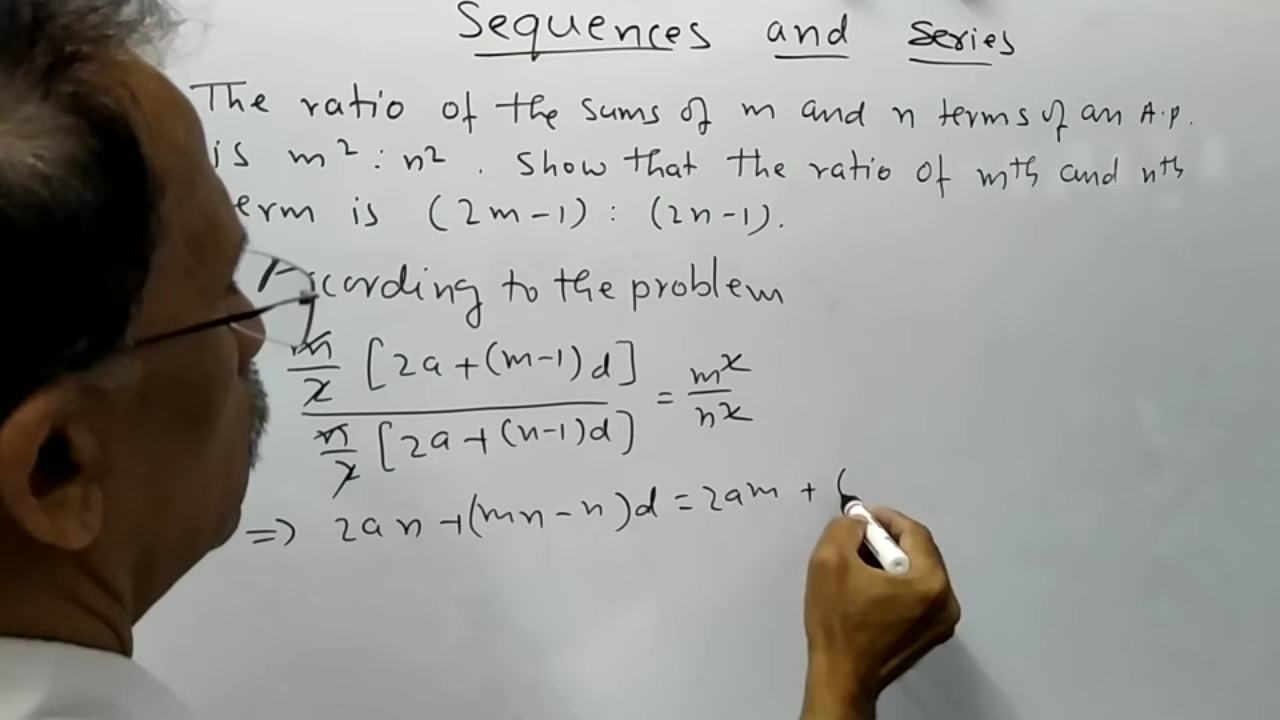 Sequences and Series
The ratio of the sums of m and n terms of an A.P.
is m² : n². Show that the ratio of mth and nth
erm is (2m-1) : (2n-1).
According to the problem
m/2 [2a+(m-1)d] / n/2 [2a+(n-1)d] = m²/n²
=> 2an+(mn-n)d = 2am + (